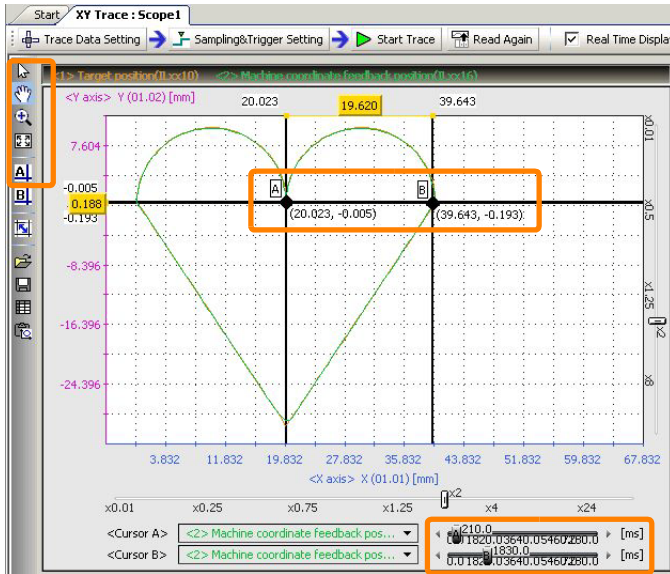 Start XY Trace : Scope1
Trace Data Setting Sampling&Trigger Setting Start Trace Read Again Real Time Displa
<1> Target position(ILxx10) <2> Machine coordinate feedback position(ILxx16)
<Y axis> Y (01.02) [mm] 20.023 19.620 39.643
x0.01
7.604
A
B
-0.005
0.188
-0.193
A B
(20.023, -0.005) (39.643, -0.193)
x0.5
-8.396
x1.25
-16.396
x2
-24.396
x8
3.832 11.832 19.832 27.832 35.832 43.832 51.832 59.832 67.832
<X axis> X (01.01) [mm]
x2
x0.01 x0.25 x0.75 x1.25 x4 x24
<Cursor A> <2> Machine coordinate feedback pos... A 210.0 [ms]
<Cursor B> <2> Machine coordinate feedback pos... B 1830.0 [ms]